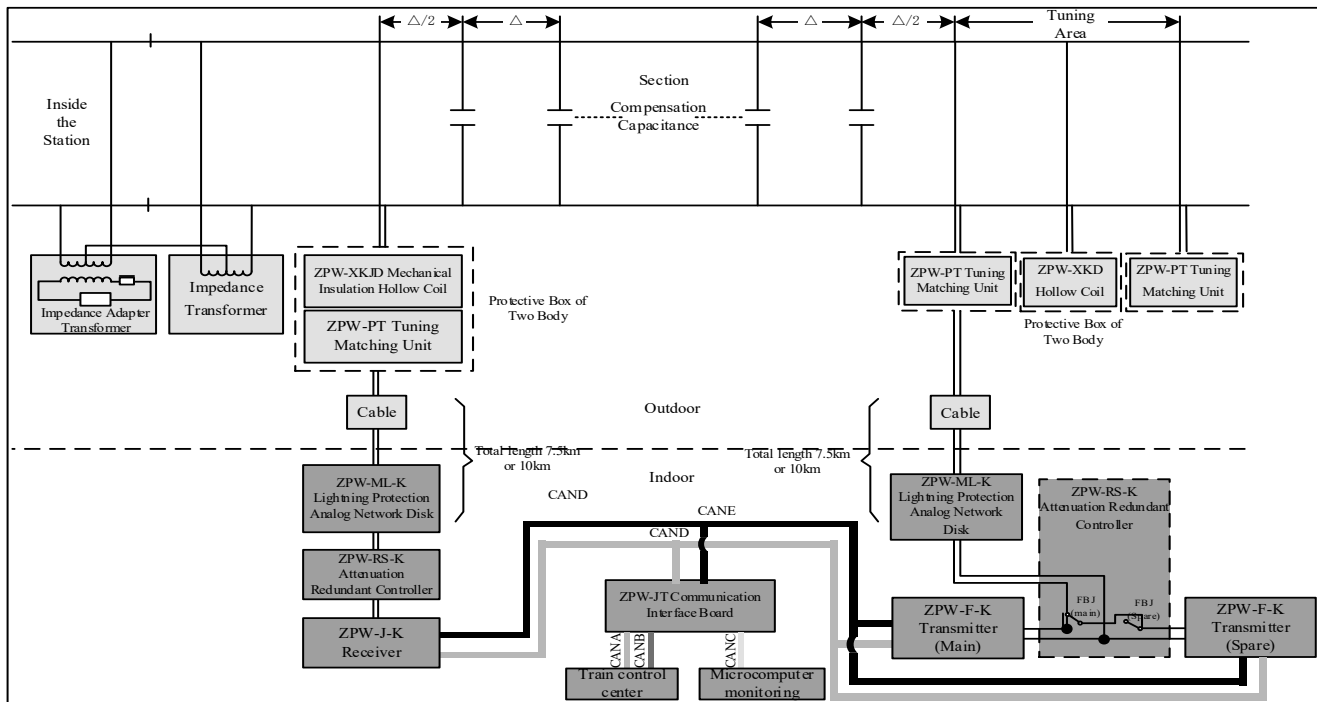 △/2
△
△
△/2
Tuning
Area
Inside
the
Station
Section
Compensation
Capacitance
Impedance Adapter
Transformer
Impedance
Transformer
ZPW-XKJD Mechanical
Insulation Hollow Coil
ZPW-PT Tuning
Matching Unit
Protective Box of
Two Body
ZPW-PT Tuning
Matching Unit
ZPW-XKD
Hollow Coil
ZPW-PT Tuning
Matching Unit
Protective Box of
Two Body
Cable
Outdoor
Cable
Total length 7.5km
or 10km
Indoor
Total length 7.5km
or 10km
ZPW-ML-K
Lightning Protection
Analog Network Disk
CAND
CANE
CAND
ZPW-ML-K
Lightning Protection
Analog Network
Disk
ZPW-RS-K
Attenuation Redundant
Controller
ZPW-RS-K
Attenuation
Redundant Controller
ZPW-JT Communication
Interface Board
FBJ
(main)
FBJ
(Spare)
ZPW-J-K
Receiver
ZPW-F-K
Transmitter
(Main)
ZPW-F-K
Transmitter
(Spare)
CANA
CANB
CANC
Train control
center
Microcomputer
monitoring